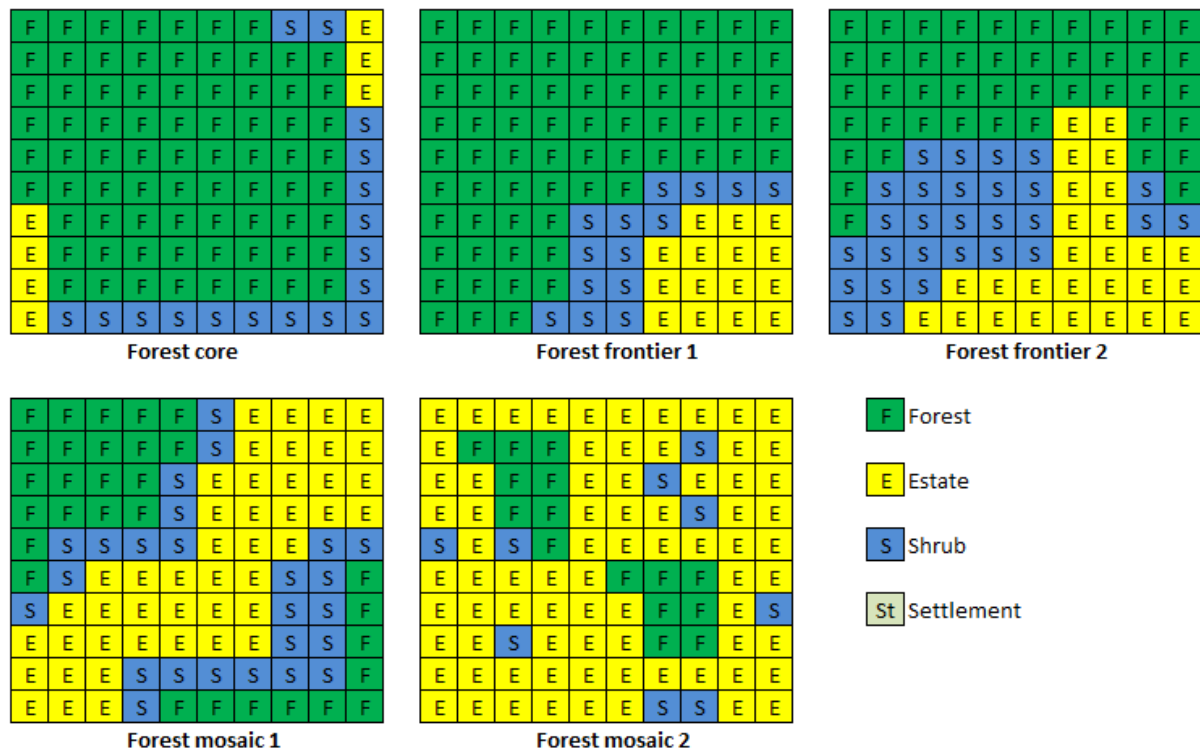 F F F F F F F S S E
F F F F F F F F F E
F F F F F F F F F E
F F F F F F F F F S
F F F F F F F F F S
F F F F F F F F F S
E F F F F F F F F S
E F F F F F F F F S
E F F F F F F F F S
E S S S S S S S S S
Forest core
F F F F F F F F F F
F F F F F F F F F F
F F F F F F F F F F
F F F F F F F F F F
F F F F F F F F F F
F F F F F F S S S S
F F F F S S S E E E
F F F F S S E E E E
F F F F S S E E E E
F F F S S S E E E E
Forest frontier 1
F F F F F F F F F F
F F F F F F F F F F
F F F F F F F F F F
F F F F F F E E F F
F F S S S S E E F F
F S S S S S E E S F
F S S S S S E E S S
S S S S S S E E E E
S S S E E E E E E E
S S E E E E E E E E
Forest frontier 2
F F F F F S E E E E
F F F F F S E E E E
F F F F S E E E E E
F F F F S E E E E E
F S S S S E E E S S
F S E E E E E S S F
S E E E E E E S S F
E E E E E E E S S F
E E E S S S S S S F
E E E S F F F F F F
Forest mosaic 1
E E E E E E E E E E
E F F F E E E S E E
E E F F E E S E E E
E E F F E E E S E E
S E S F E E E E E E
E E E E E F F F E E
E E E E E E F F E S
E E S E E E F F E E
E E E E E E E E E E
E E E E E E S S E E
Forest mosaic 2
F Forest
E Estate
S Shrub
St Settlement